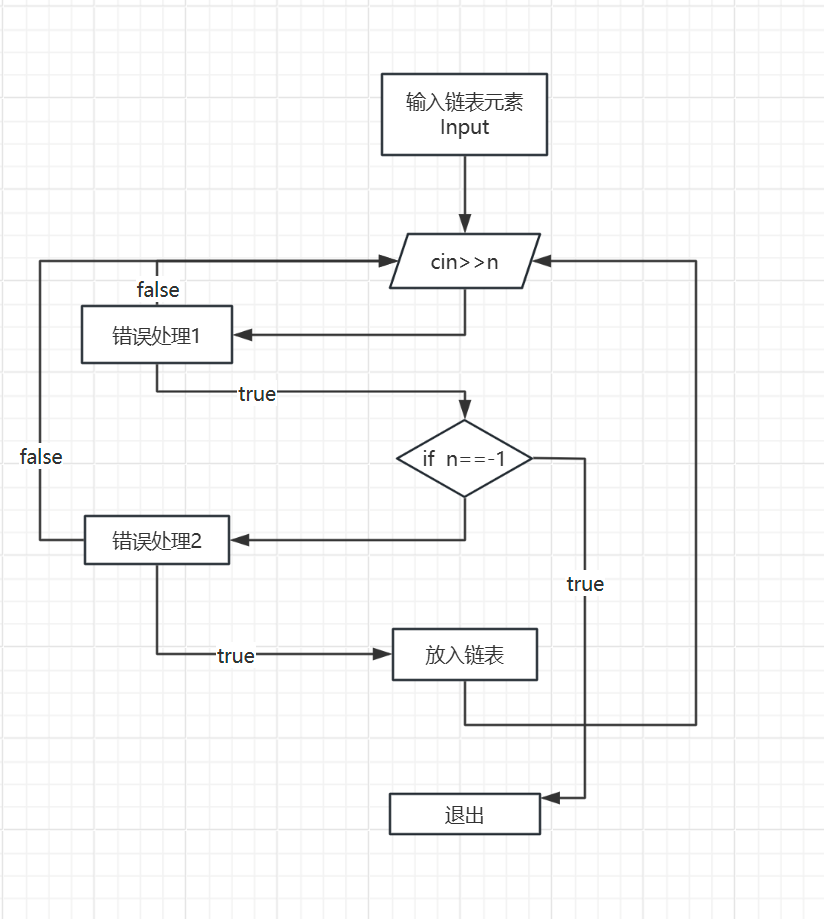 输入链表元素
Input
cin>>n
false
错误处理1
true
if n==-1
false
错误处理2
true
true
放入链表
退出